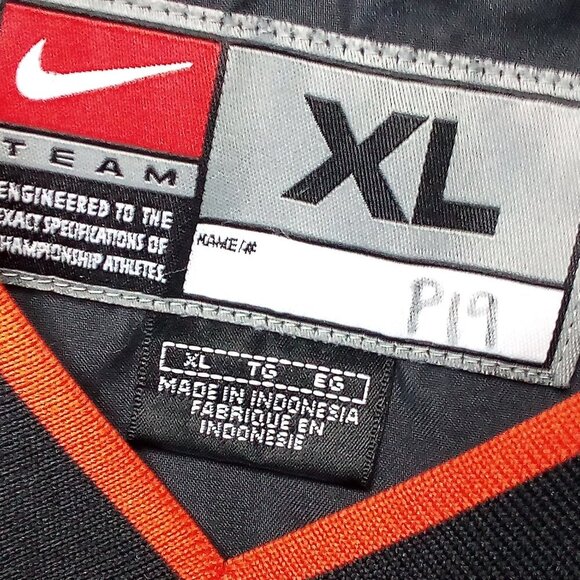 TEAM
ENGINEERED TO THE
EXACT SPECIFICATIONS OF
CHAMPIONSHIP ATHLETES.
XL
NAME/#
P19
XL TG EG
MADE IN INDONESIA
FABRIQUE EN
INDONESIE